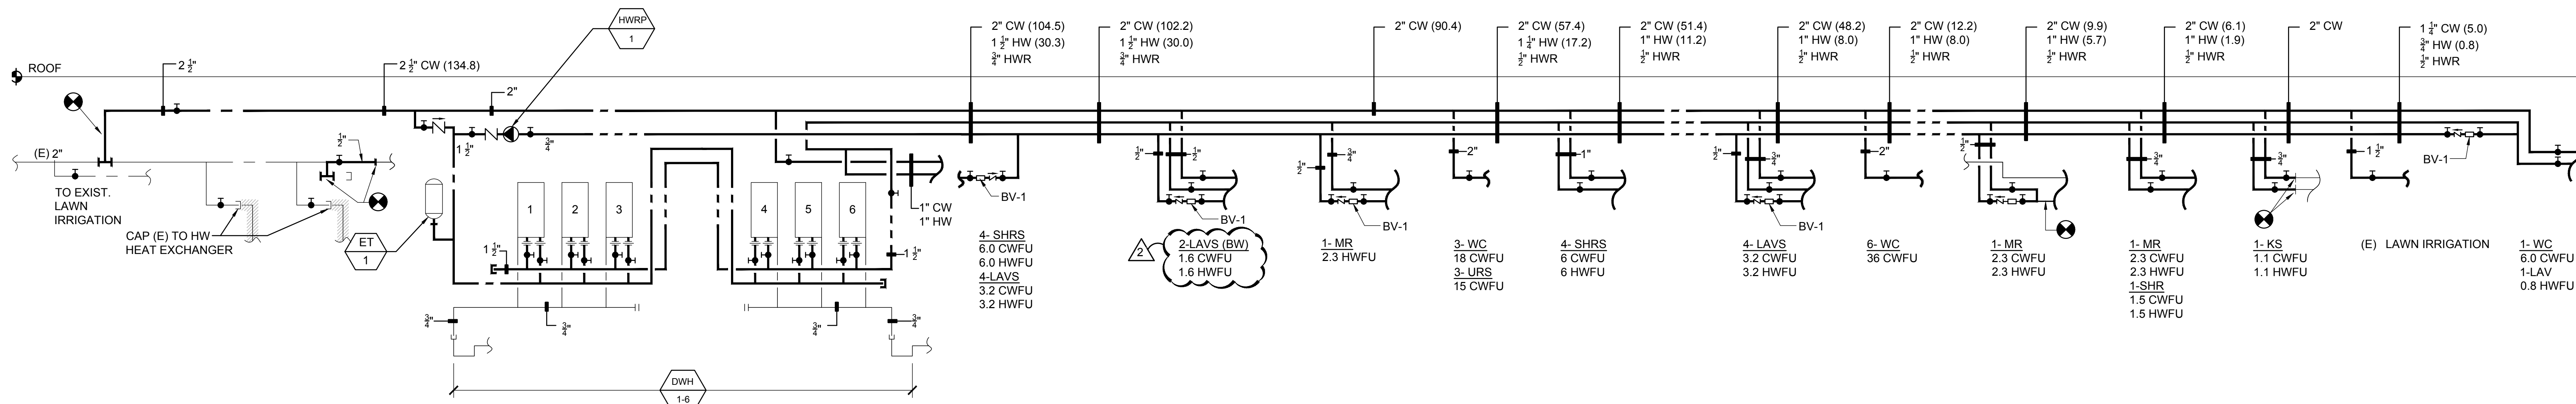 HWRP
1
ROOF
2 1/2"
2 1/2" CW (134.8)
2"
2" CW (104.5)
1 1/2" HW (30.3)
3/4" HWR
2" CW (102.2)
1 1/2" HW (30.0)
3/4" HWR
2" CW (90.4)
2" CW (57.4)
1 1/4" HW (17.2)
1/2" HWR
2" CW (51.4)
1" HW (11.2)
1/2" HWR
2" CW (48.2)
1" HW (8.0)
1/2" HWR
2" CW (12.2)
1" HW (8.0)
1/2" HWR
2" CW (9.9)
1" HW (5.7)
1/2" HWR
2" CW (6.1)
1" HW (1.9)
1/2" HWR
2" CW
1 1/4" CW (5.0)
3/4" HW (0.8)
1/2" HWR
(E) 2"
1/2"
1 1/2"
3/4"
TO EXIST.
LAWN
IRRIGATION
CAP (E) TO HW
HEAT EXCHANGER
ET
1
1 1/2"
1
2
3
4
5
6
1 1/2"
1" CW
1" HW
3/4"
3/4"
3/4"
3/4"
DWH
1-6
BV-1
4- SHRS
6.0 CWFU
6.0 HWFU
4-LAVS
3.2 CWFU
3.2 HWFU
1/2"
1/2"
BV-1
2
2-LAVS (BW)
1.6 CWFU
1.6 HWFU
1/2"
3/4"
BV-1
1- MR
2.3 HWFU
2"
3- WC
18 CWFU
3- URS
15 CWFU
1"
4- SHRS
6 CWFU
6 HWFU
1/2"
3/4"
BV-1
4- LAVS
3.2 CWFU
3.2 HWFU
2"
6- WC
36 CWFU
1/2"
1- MR
2.3 CWFU
2.3 HWFU
3/4"
1- MR
2.3 CWFU
2.3 HWFU
1-SHR
1.5 CWFU
1.5 HWFU
3/4"
1- KS
1.1 CWFU
1.1 HWFU
1 1/2"
(E) LAWN IRRIGATION
BV-1
1- WC
6.0 CWFU
1-LAV
0.8 HWFU